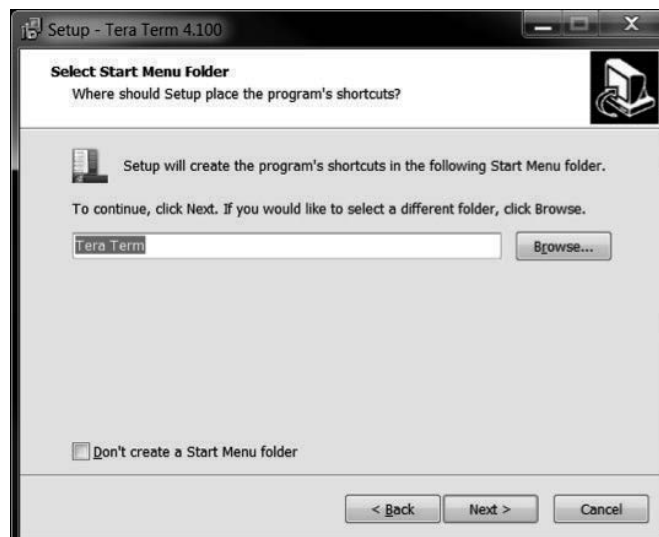 Setup - Tera Term 4.100
Select Start Menu Folder
Where should Setup place the program's shortcuts?
Setup will create the program's shortcuts in the following Start Menu folder.
To continue, click Next. If you would like to select a different folder, click Browse.
Tera Term
Browse...
Don't create a Start Menu folder
< Back
Next >
Cancel